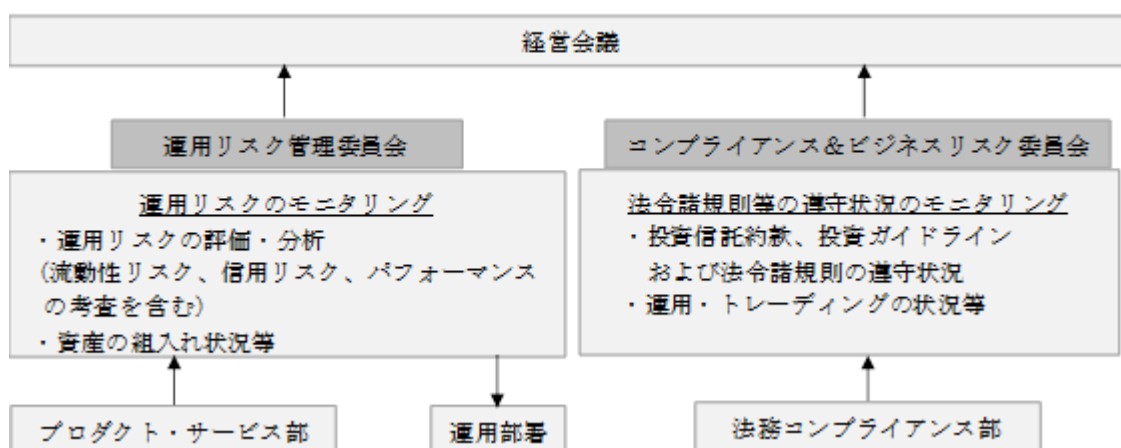 経営会議
運用リスク管理委員会
コンプライアンス＆ビジネスリスク委員会
運用リスクのモニタリング
・運用リスクの評価・分析
(流動性リスク、信用リスク、パフォーマンス
の考査を含む)
・資産の組入れ状況等
法令諸規則等の遵守状況のモニタリング
・投資信託約款、投資ガイドライン
および法令諸規則の遵守状況
・運用・トレーディングの状況等
プロダクト・サービス部
運用部署
法務コンプライアンス部